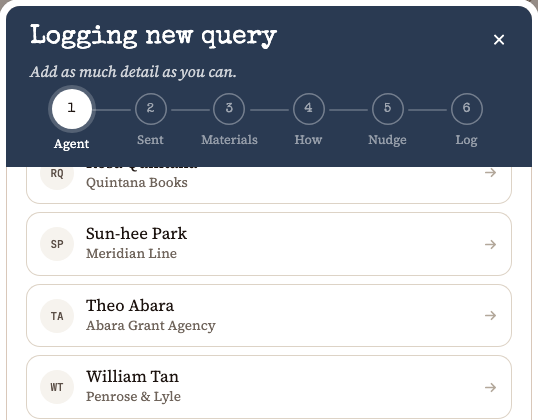 Logging new query
×
Add as much detail as you can.
1 2 3 4 5 6
Agent Sent Materials How Nudge Log
RQ
Quintana Books
→
SP
Sun-hee Park
Meridian Line
→
TA
Theo Abara
Abara Grant Agency
→
WT
William Tan
Penrose & Lyle
→